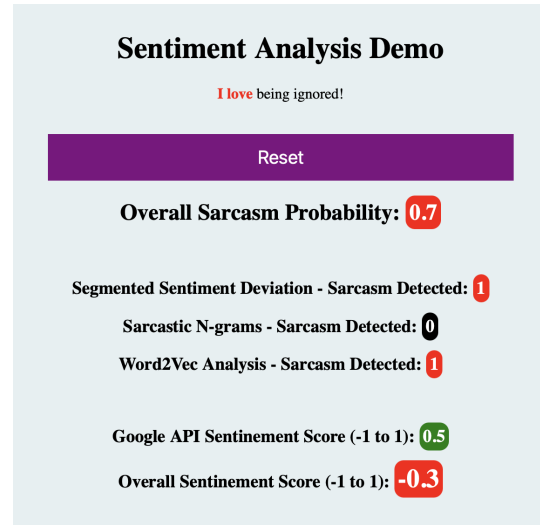 Sentiment Analysis Demo
I love being ignored!
Reset
Overall Sarcasm Probability: 0.7
Segmented Sentiment Deviation - Sarcasm Detected: 1
Sarcastic N-grams - Sarcasm Detected: 0
Word2Vec Analysis - Sarcasm Detected: 1
Google API Sentinement Score (-1 to 1): 0.5
Overall Sentinement Score (-1 to 1): -0.3